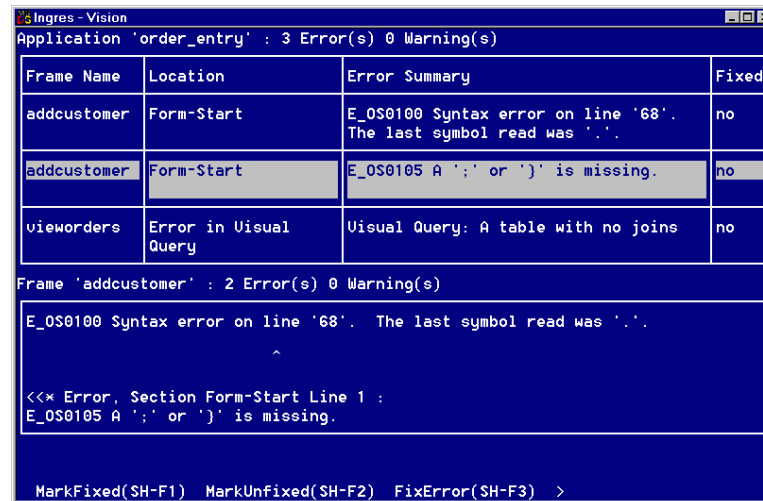 Ingres - Vision
Application 'order_entry' : 3 Error(s) 0 Warning(s)
Frame Name Location Error Summary Fixed
addcustomer Form-Start E_OS0100 Syntax error on line '68'. no
The last symbol read was '.'.
addcustomer Form-Start E_OS0105 A ';' or '}' is missing. no
vieworders Error in Visual Visual Query: A table with no joins no
Query
Frame 'addcustomer' : 2 Error(s) 0 Warning(s)
E_OS0100 Syntax error on line '68'.  The last symbol read was '.'.
^
<<* Error, Section Form-Start Line 1 :
E_OS0105 A ';' or '}' is missing.
MarkFixed(SH-F1)  MarkUnfixed(SH-F2)  FixError(SH-F3)  >